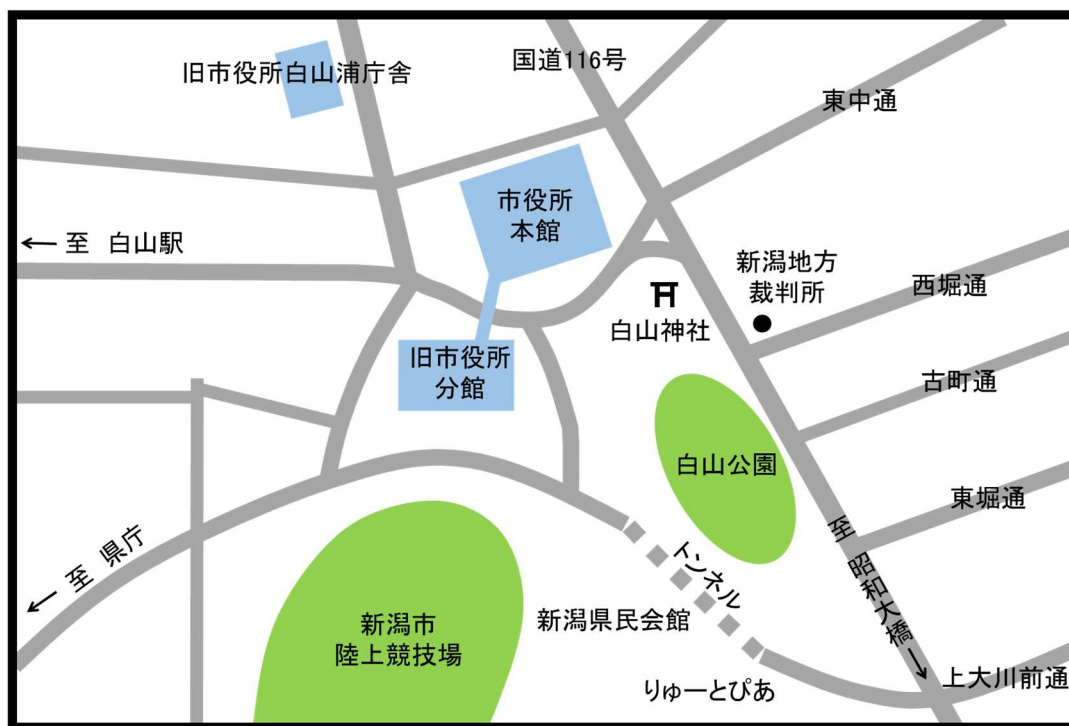 旧市役所白山浦庁舎
国道116号
東中通
市役所
本館
← 至 白山駅
新潟地方
裁判所
西堀通
白山神社
旧市役所
分館
古町通
白山公園
東堀通
至 昭和大橋 →
← 至 県庁
トンネル
新潟市
陸上競技場
新潟県民会館
りゅーとぴあ
上大川前通